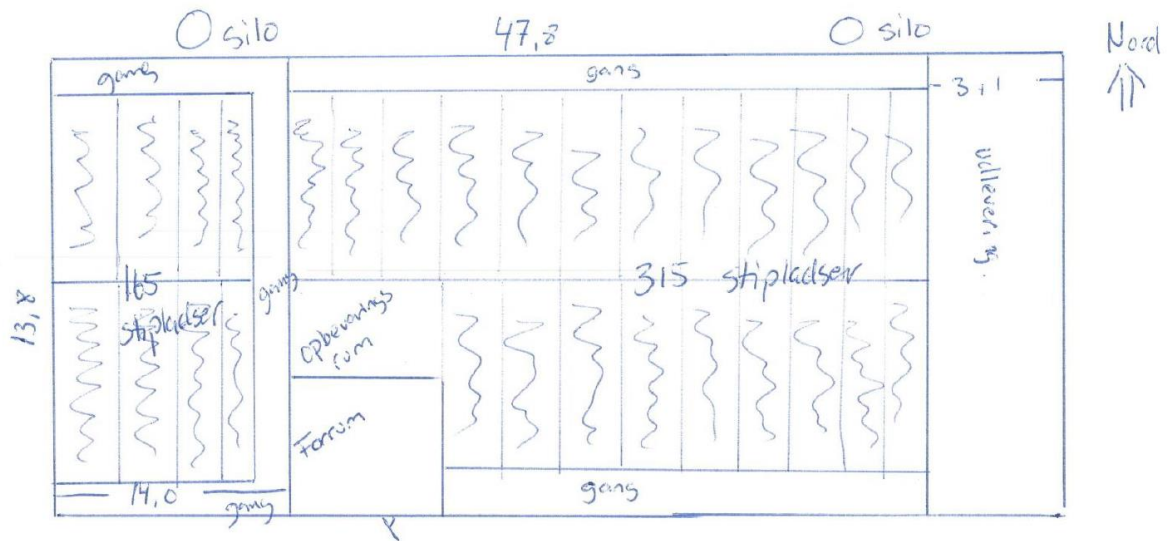 silo
47,8
silo
Nord
gang
gang
3,1
udlevering.
165
stipladser
gang
315 stipladser
13,8
opbevarings
rum
Forrum
14,0
gang
gang